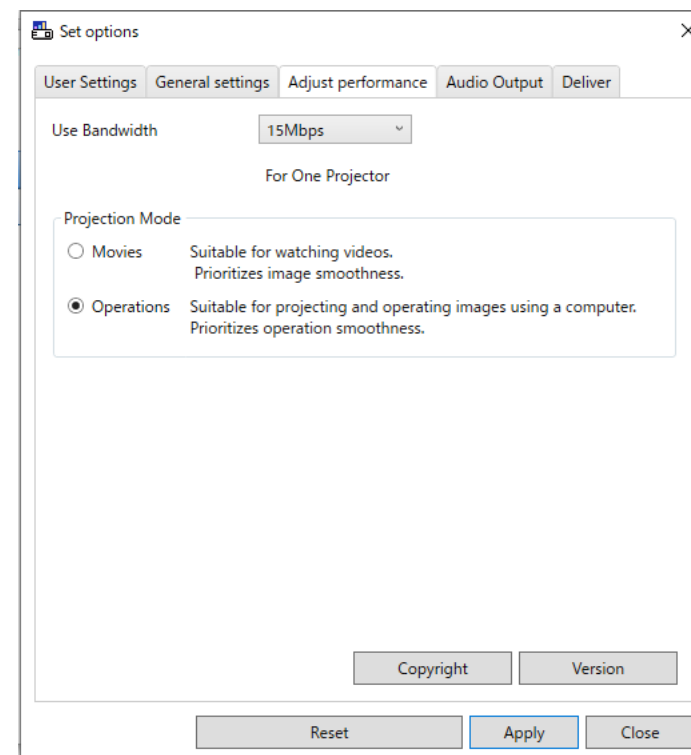 Set options
User Settings General settings Adjust performance Audio Output Deliver
Use Bandwidth 15Mbps
For One Projector
Projection Mode
Movies Suitable for watching videos.
Prioritizes image smoothness.
Operations Suitable for projecting and operating images using a computer.
Prioritizes operation smoothness.
Copyright Version
Reset Apply Close